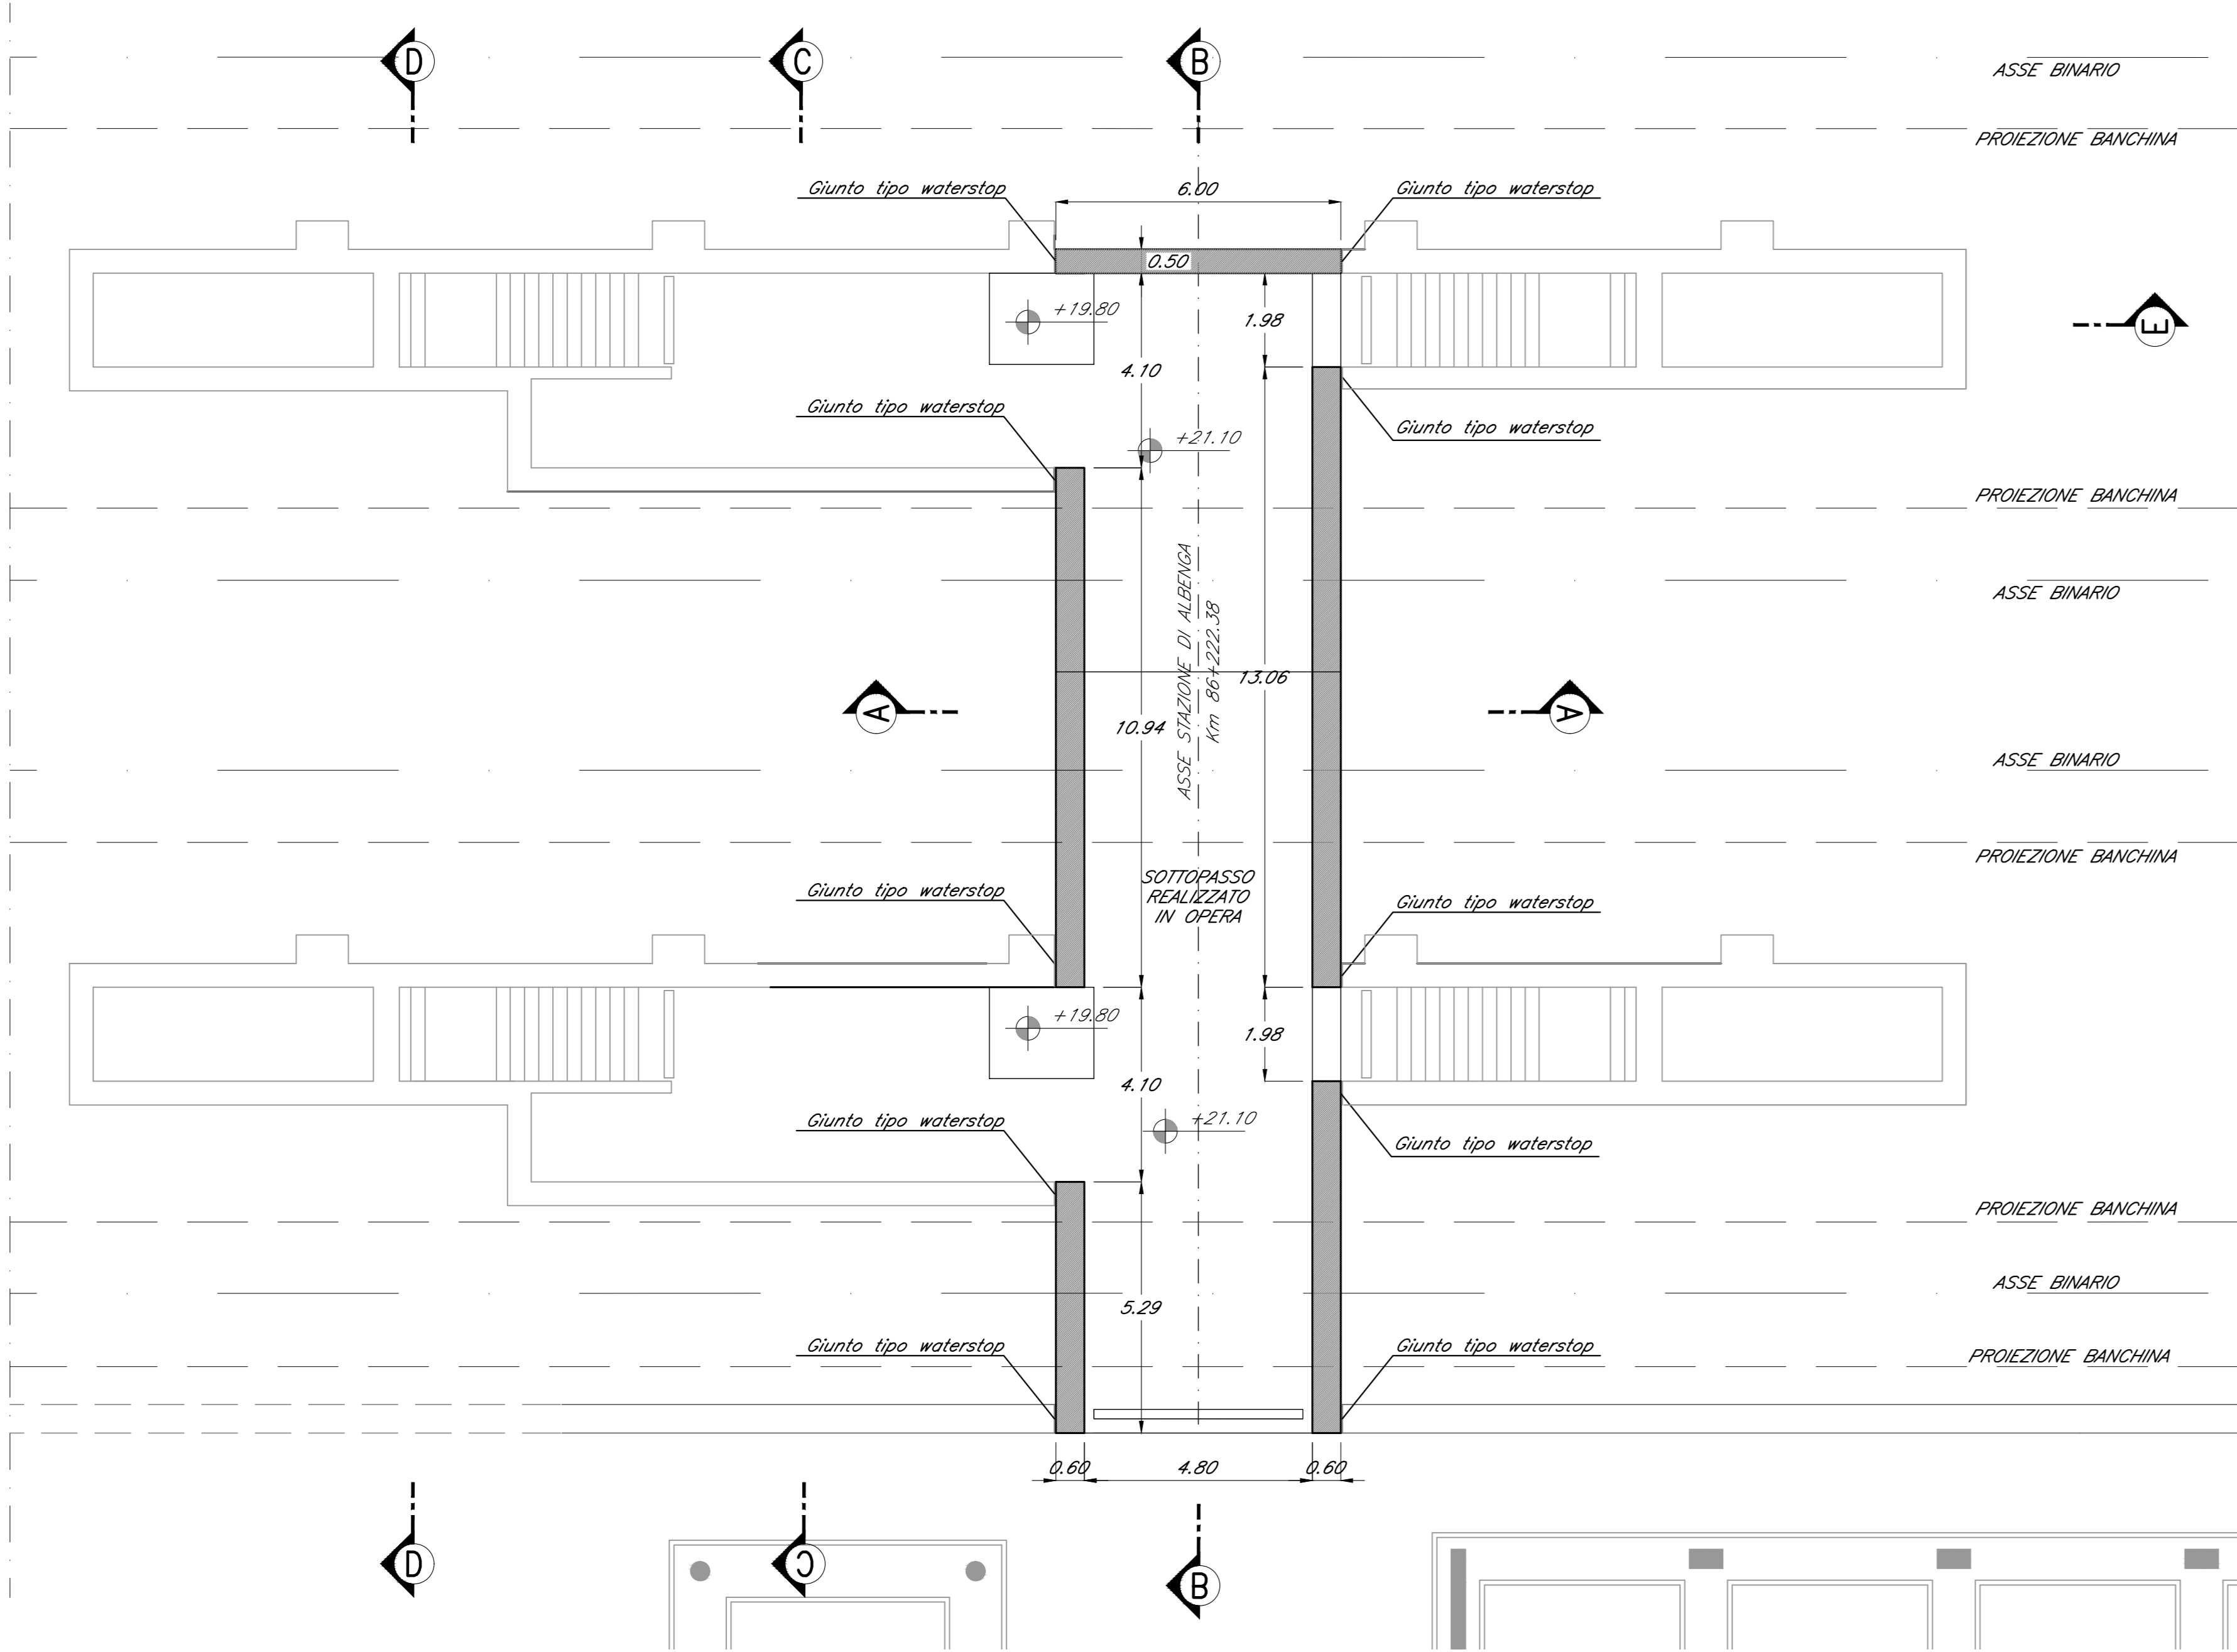 D
C
B
ASSE BINARIO
PROIEZIONE BANCHINA
Giunto tipo waterstop
6.00
Giunto tipo waterstop
0.50
+19.80
1.98
E
4.10
Giunto tipo waterstop
Giunto tipo waterstop
+21.10
PROIEZIONE BANCHINA
ASSE BINARIO
ASSE STAZIONE DI ALBENGA
Km 86+222.38
13.06
A
A
10.94
ASSE BINARIO
PROIEZIONE BANCHINA
SOTTOPASSO
REALIZZATO
IN OPERA
Giunto tipo waterstop
Giunto tipo waterstop
+19.80
1.98
4.10
Giunto tipo waterstop
+21.10
Giunto tipo waterstop
PROIEZIONE BANCHINA
ASSE BINARIO
5.29
Giunto tipo waterstop
Giunto tipo waterstop
PROIEZIONE BANCHINA
0.60
4.80
0.60
D
C
B